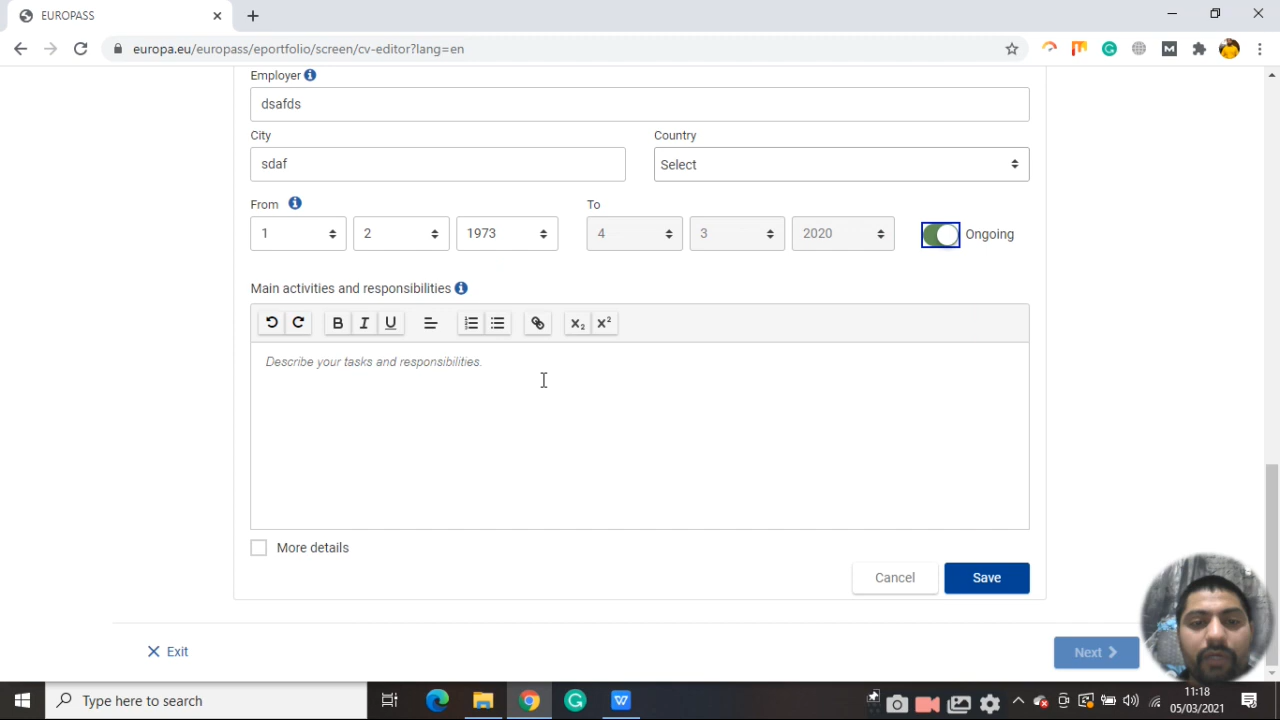 EUROPASS
europa.eu/europass/eportfolio/screen/cv-editor?lang=en
Employer
dsafds
City Country
sdaf Select
From To
1 2 1973 4 3 2020 Ongoing
Main activities and responsibilities
B I U X₂ X²
Describe your tasks and responsibilities.
More details
Cancel Save
Exit Next
Type here to search
11:18
05/03/2021